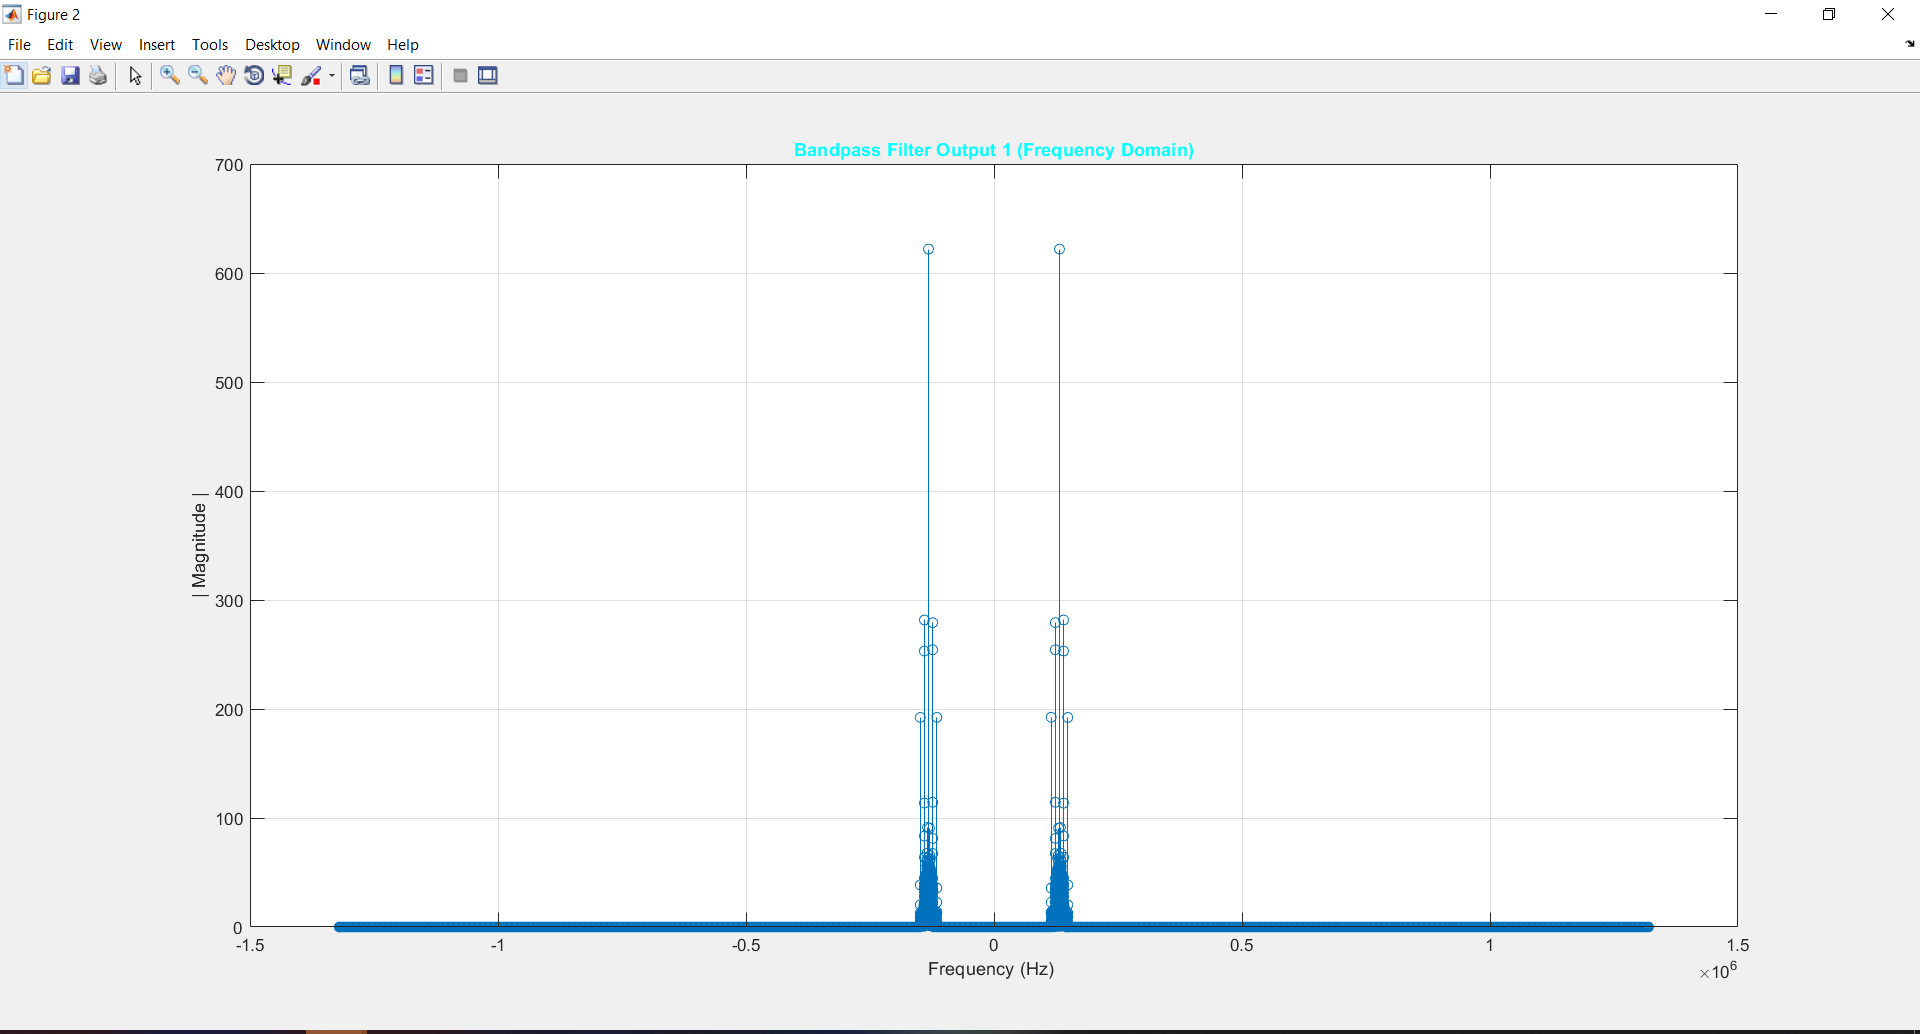 Figure 2
File Edit View Insert Tools Desktop Window Help
Bandpass Filter Output 1 (Frequency Domain)
700
600
500
400
300
200
100
0
| Magnitude |
-1.5 -1 -0.5 0 0.5 1 1.5
Frequency (Hz)
×10⁶